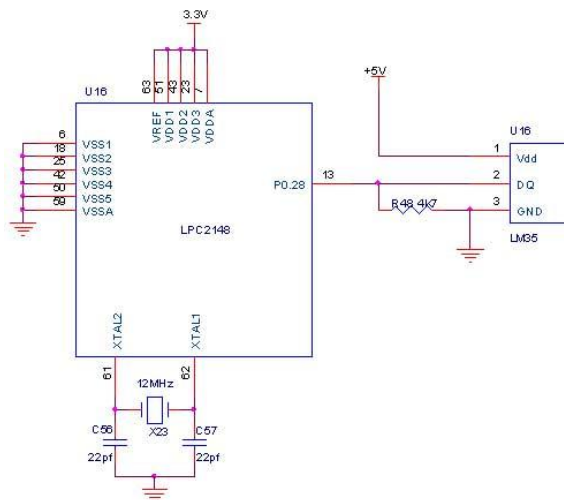 3.3V
+5V
63
51
43
23
7
U16
VREF
VDD1
VDD2
VDD3
VDDA
6
VSS1
18
VSS2
25
VSS3
42
VSS4
50
VSS5
59
VSSA
P0.28
13
LPC2148
U16
1
Vdd
2
DQ
3
GND
R48 4k7
LM35
XTAL2
XTAL1
61
62
12MHz
X23
C56
22pf
C57
22pf